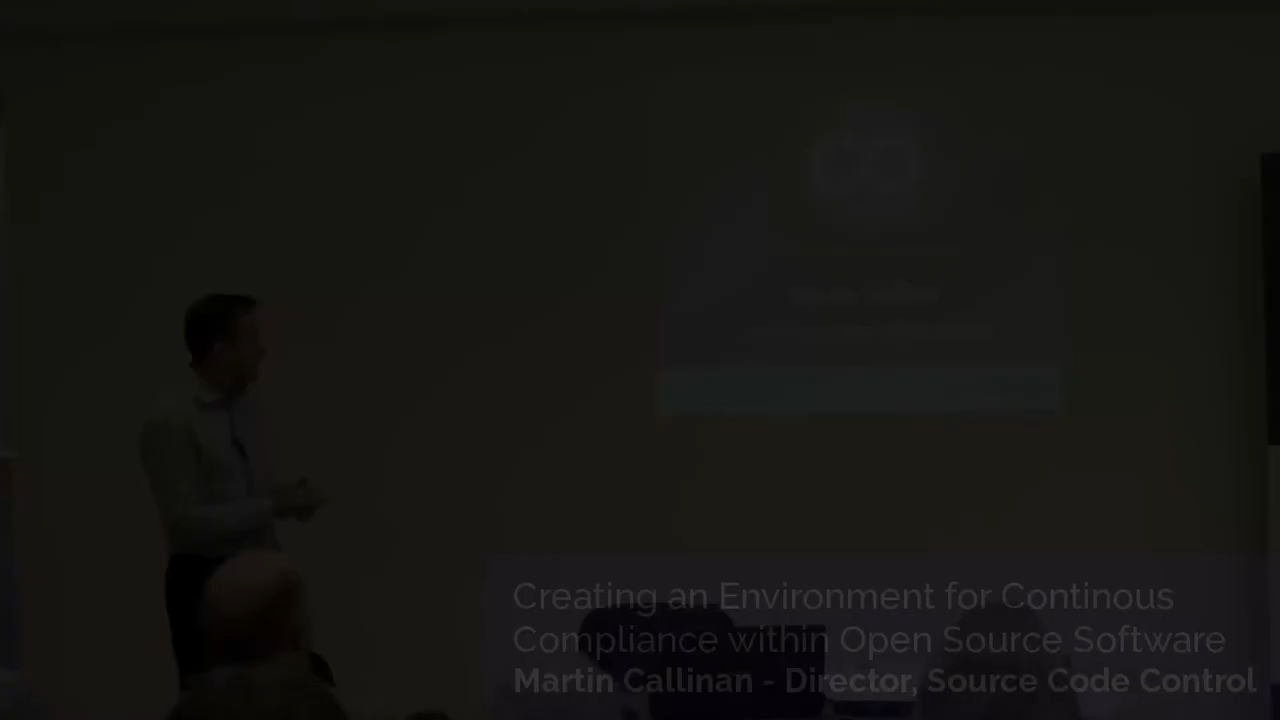 Creating an Environment for Continous
Compliance within Open Source Software
Martin Callinan - Director, Source Code Control